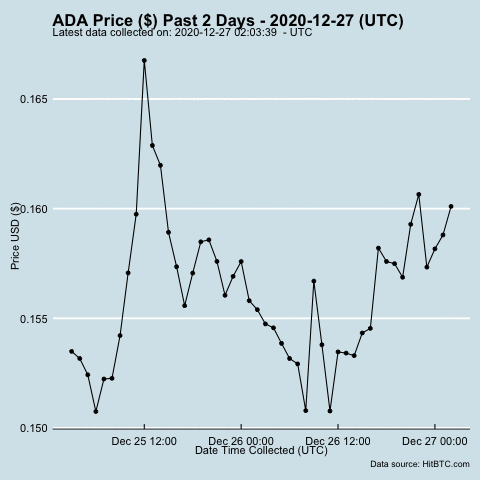 ADA Price ($) Past 2 Days - 2020-12-27 (UTC)
Latest data collected on: 2020-12-27 02:03:39  - UTC
0.165
0.160
0.155
0.150
Price USD ($)
Dec 25 12:00
Dec 26 00:00
Dec 26 12:00
Dec 27 00:00
Date Time Collected (UTC)
Data source: HitBTC.com